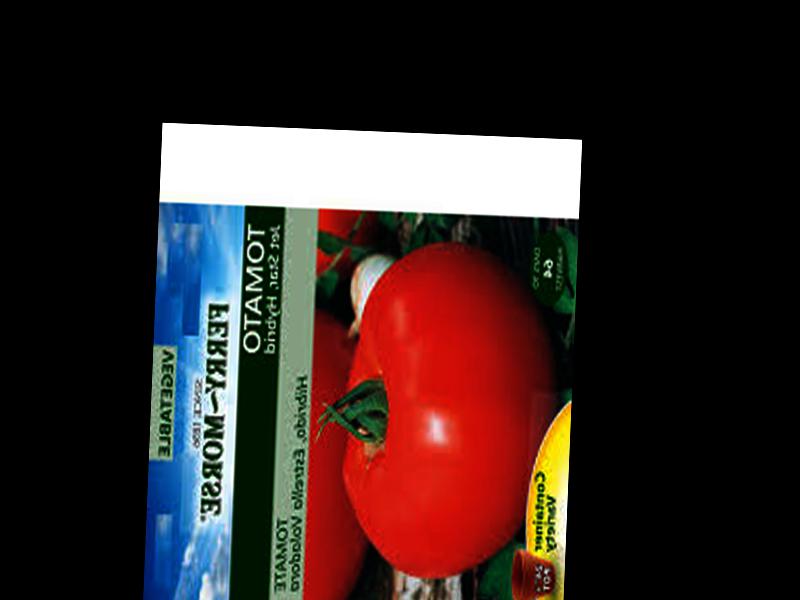 VEGETABLE
SINCE 1856
FERRY-MORSE
TOMATO
Jet Star, Hybrid
TOMATE
Híbrido, Estrella Voladora
Container
Variety